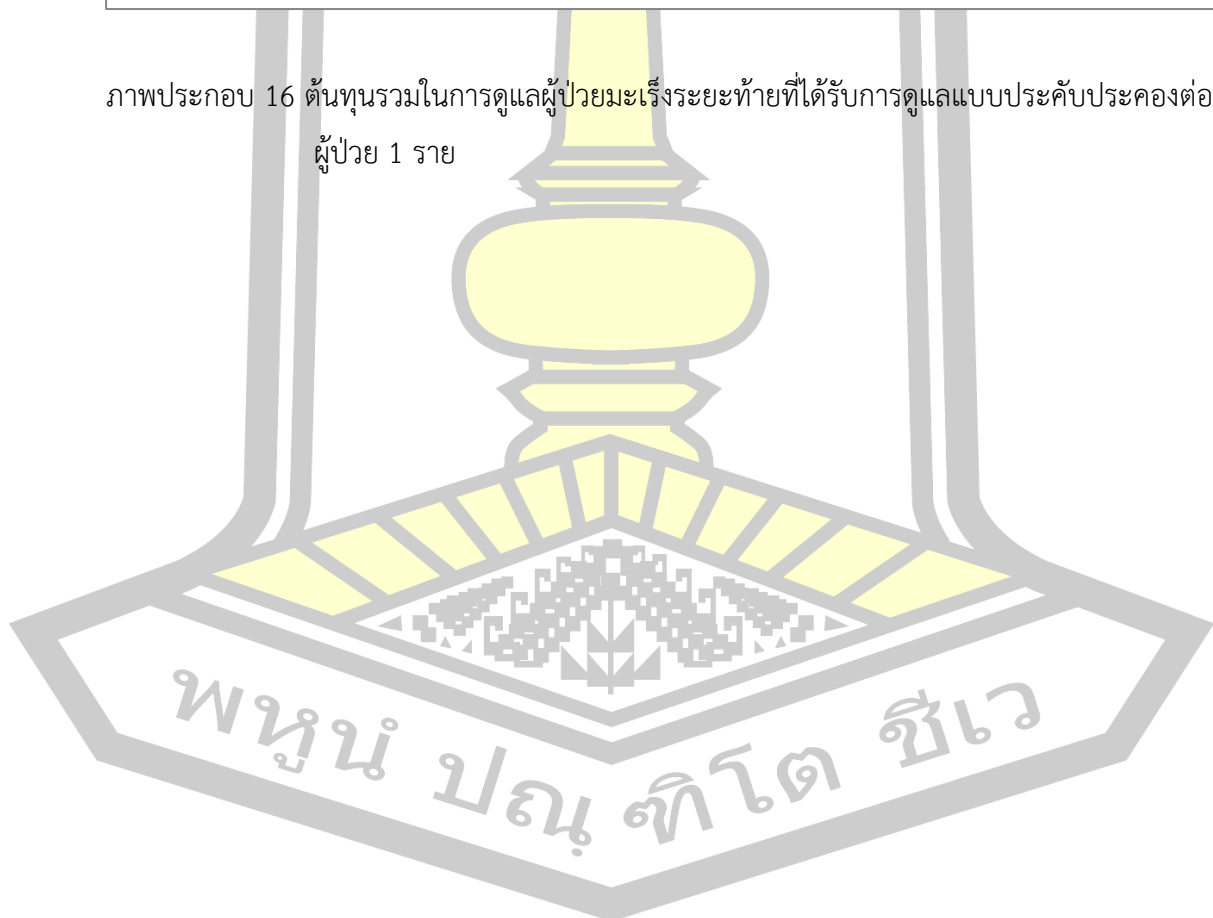 ภาพประกอบ 16 ต้นทุนรวมในการดูแลผู้ป่วยมะเร็งระยะท้ายที่ได้รับการดูแลแบบประคับประคองต่อ
ผู้ป่วย 1 ราย
พหูนํ ปณฺฑิโต ชีเว